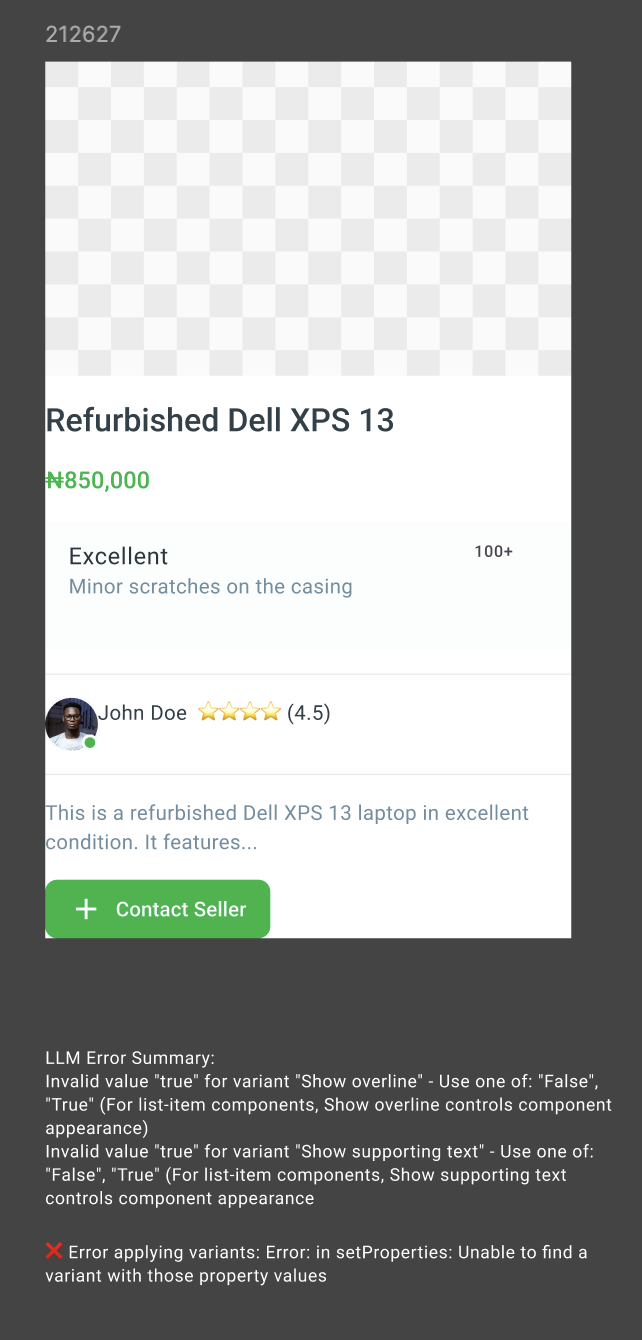 212627
Refurbished Dell XPS 13
₦850,000
Excellent
100+
Minor scratches on the casing
John Doe ⭐⭐⭐⭐ (4.5)
This is a refurbished Dell XPS 13 laptop in excellent
condition. It features...
Contact Seller
LLM Error Summary:
Invalid value "true" for variant "Show overline" - Use one of: "False",
"True" (For list-item components, Show overline controls component
appearance)
Invalid value "true" for variant "Show supporting text" - Use one of:
"False", "True" (For list-item components, Show supporting text
controls component appearance
❌ Error applying variants: Error: in setProperties: Unable to find a
variant with those property values